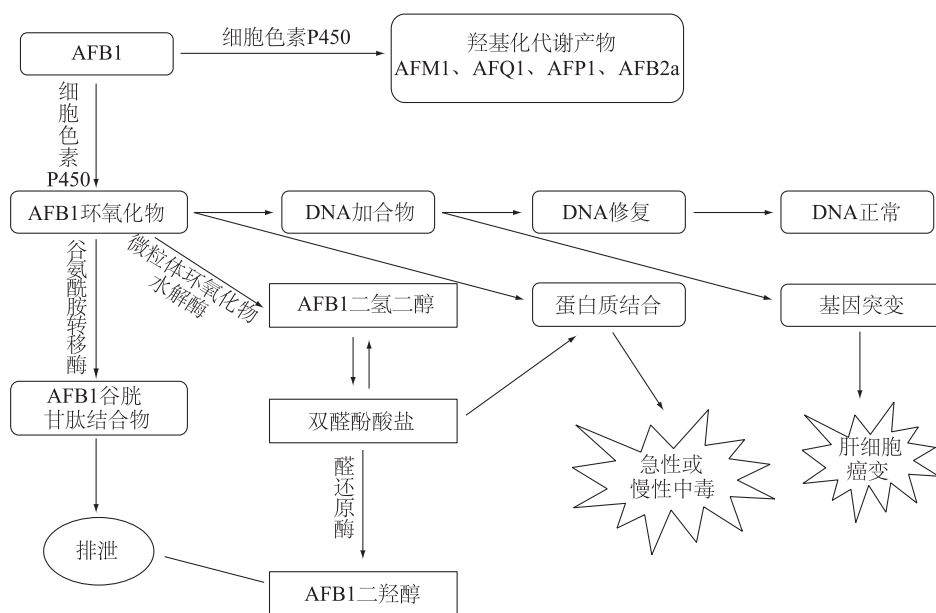 AFB1
细胞色素P450
羟基化代谢产物
AFM1、AFQ1、AFP1、AFB2a
细胞色素
P450
AFB1环氧化物
DNA加合物
DNA修复
DNA正常
谷氨酰胺转移酶
微粒体环氧化物
水解酶
AFB1二氢二醇
蛋白质结合
基因突变
AFB1谷胱
甘肽结合物
双醛酚酸盐
急性或
慢性中毒
肝细胞
癌变
醛还原酶
排泄
AFB1二羟醇